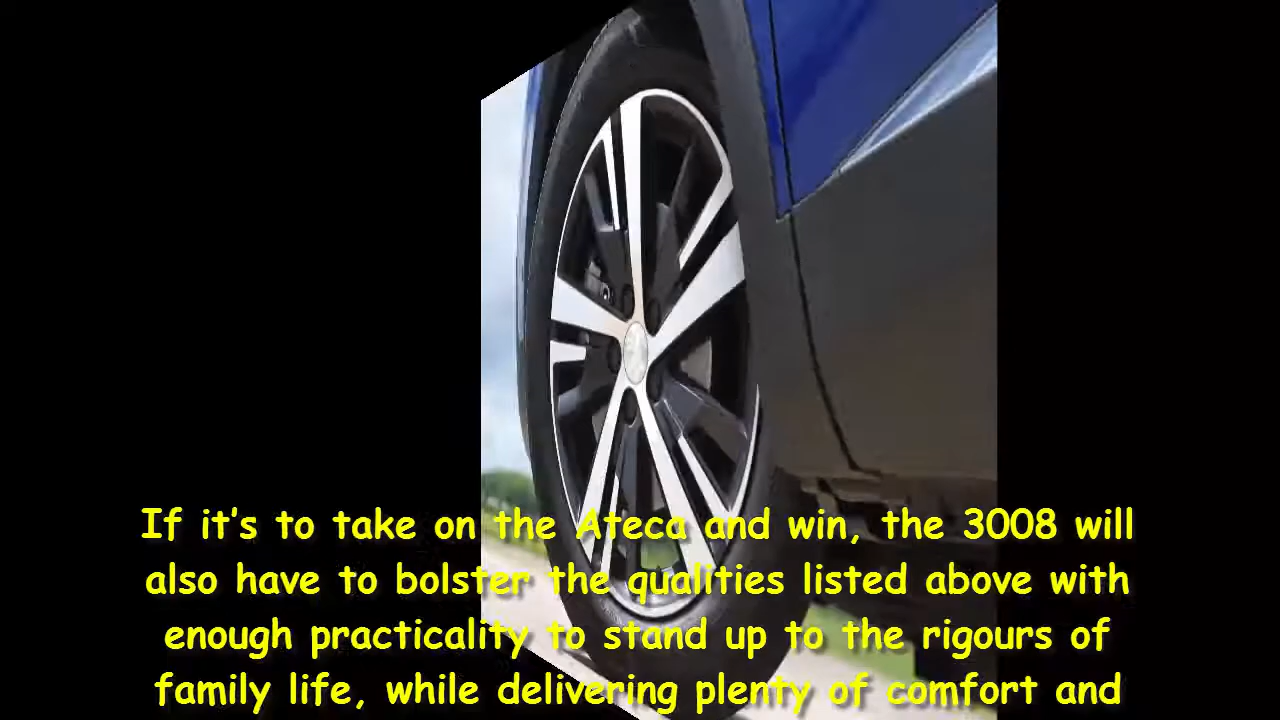 If it's to take on the Ateca and win, the 3008 will
also have to bolster the qualities listed above with
enough practicality to stand up to the rigours of
family life, while delivering plenty of comfort and